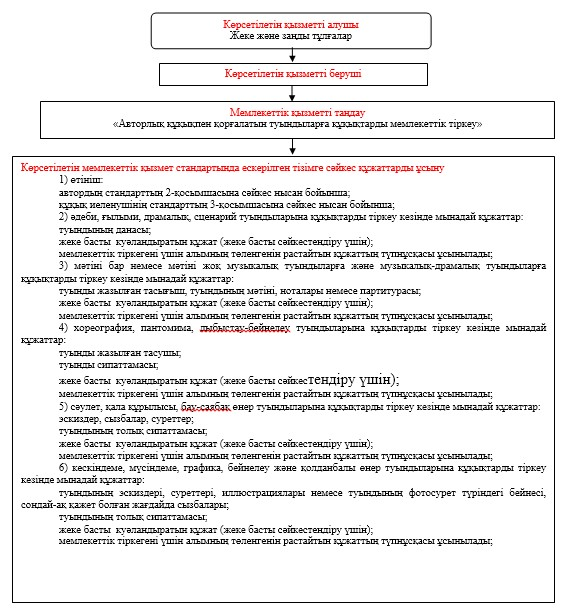 Көрсетілетін қызметті алушы
Жеке және заңды тұлғалар
Көрсетілетін қызметті беруші
Мемлекеттік қызметті таңдау
«Авторлық құқықпен қорғалатын туындыларға құқықтарды мемлекеттік тіркеу»
Көрсетілетін мемлекеттік қызмет стандартында ескерілген тізімге сәйкес құжаттарды ұсыну
1) өтініш:
автордың стандарттың 2-қосымшасына сәйкес нысан бойынша;
құқық иеленушінің стандарттың 3-қосымшасына сәйкес нысан бойынша;
2) әдеби, ғылыми, драмалық, сценарий туындыларына құқықтарды тіркеу кезінде мынадай құжаттар:
туындының данасы;
жеке басты куәландыратын құжат (жеке басты сәйкестендіру үшін);
мемлекеттік тіркегені үшін алымның төленгенін растайтын құжаттың түпнұсқасы ұсынылады;
3) мәтіні бар немесе мәтіні жоқ музыкалық туындыларға және музыкалық-драмалық туындыларға
құқықтарды тіркеу кезінде мынадай құжаттар:
туынды жазылған тасығыш, туындының мәтіні, ноталары немесе партитурасы;
жеке басты куәландыратын құжат (жеке басты сәйкестендіру үшін);
мемлекеттік тіркегені үшін алымның төленгенін растайтын құжаттың түпнұсқасы ұсынылады;
4) хореография, пантомима, дыбыстау-бейнелеу туындыларына құқықтарды тіркеу кезінде мынадай
құжаттар:
туынды жазылған тасушы;
туынды сипаттамасы;
жеке басты куәландыратын құжат (жеке басты сәйкестендіру үшін);
мемлекеттік тіркегені үшін алымның төленгенін растайтын құжаттың түпнұсқасы ұсынылады;
5) сәулет, қала құрылысы, бау-саябақ өнер туындыларына құқықтарды тіркеу кезінде мынадай құжаттар:
эскиздер, сызбалар, суреттер;
туындының толық сипаттамасы;
жеке басты куәландыратын құжат (жеке басты сәйкестендіру үшін);
мемлекеттік тіркегені үшін алымның төленгенін растайтын құжаттың түпнұсқасы ұсынылады;
6) кескіндеме, мүсіндеме, графика, бейнелеу және қолданбалы өнер туындыларына құқықтарды тіркеу
кезінде мынадай құжаттар:
туындының эскиздері, суреттері, иллюстрациялары немесе туындының фотосурет түріндегі бейнесі,
сондай-ақ қажет болған жағдайда сызбалары;
туындының толық сипаттамасы;
жеке басты куәландыратын құжат (жеке басты сәйкестендіру үшін);
мемлекеттік тіркегені үшін алымның төленгенін растайтын құжаттың түпнұсқасы ұсынылады;